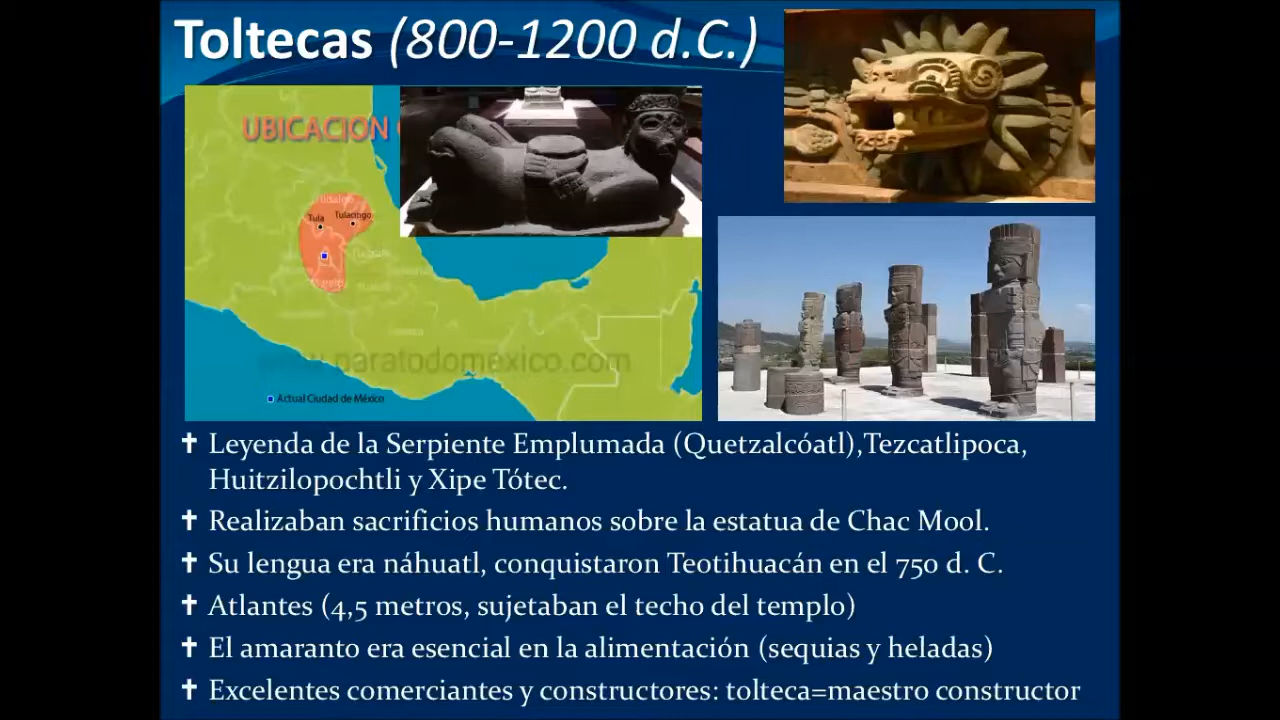 Toltecas (800-1200 d.C.)
UBICACION
Hidalgo
Tula
Tulacingo
www.paratodomexico.com
Actual Ciudad de México
Leyenda de la Serpiente Emplumada (Quetzalcóatl),Tezcatlipoca,
Huitzilopochtli y Xipe Tótec.
Realizaban sacrificios humanos sobre la estatua de Chac Mool.
Su lengua era náhuatl, conquistaron Teotihuacán en el 750 d. C.
Atlantes (4,5 metros, sujetaban el techo del templo)
El amaranto era esencial en la alimentación (sequias y heladas)
Excelentes comerciantes y constructores: tolteca=maestro constructor